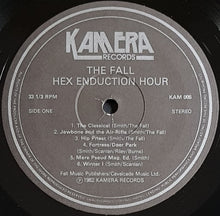 KAMERA
RECORDS
THE FALL
HEX ENDUCTION HOUR
33 1/3 RPM
KAM 005
SIDE ONE
STEREO
1. The Classical (Smith/The Fall)
2. Jawbone and the Air-Rifle (Smith/The Fall)
3. Hip Priest (Smith/The Fall)
4. Fortress/Deer Park
(Smith/Scanlan/Riley/Burns)
5. Mere Pseud Mag. Ed. (Smith)
6. Winter I (Smith/Scanlan)
Fall Music Publishers/Cavalcade Music Ltd.
℗ 1982 KAMERA RECORDS